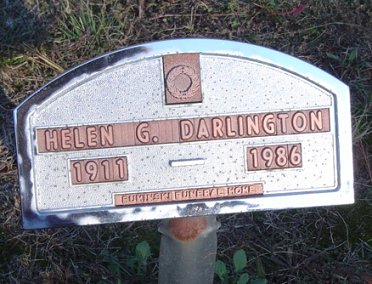 HELEN G. DARLINGTON
1911 — 1986
FUNERAL HOME